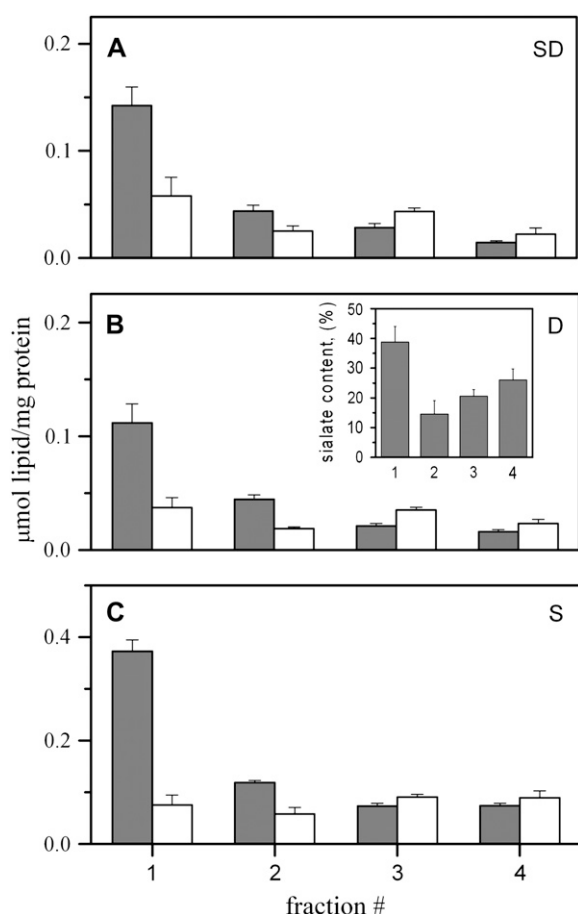 A
SD
0.2
0.1
0.0
B
D
0.2
0.1
0.0
sialate content, (%)
50
40
30
20
10
0
1 2 3 4
µmol lipid/mg protein
C
S
0.4
0.2
0.0
1 2 3 4
fraction #